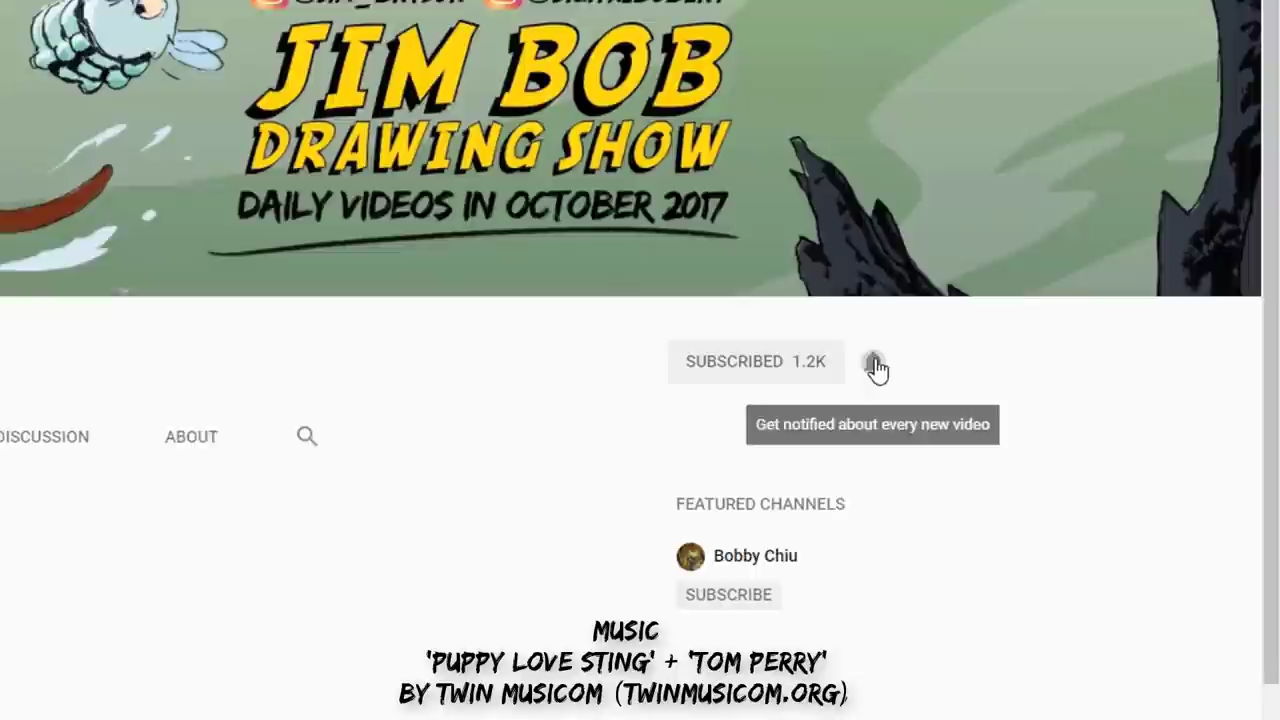 JIM BOB
DRAWING SHOW
DAILY VIDEOS IN OCTOBER 2017
SUBSCRIBED 1.2K
Get notified about every new video
DISCUSSION
ABOUT
FEATURED CHANNELS
Bobby Chiu
SUBSCRIBE
MUSIC
'PUPPY LOVE STING' + 'TOM PERRY'
BY TWIN MUSICOM (TWINMUSICOM.ORG)